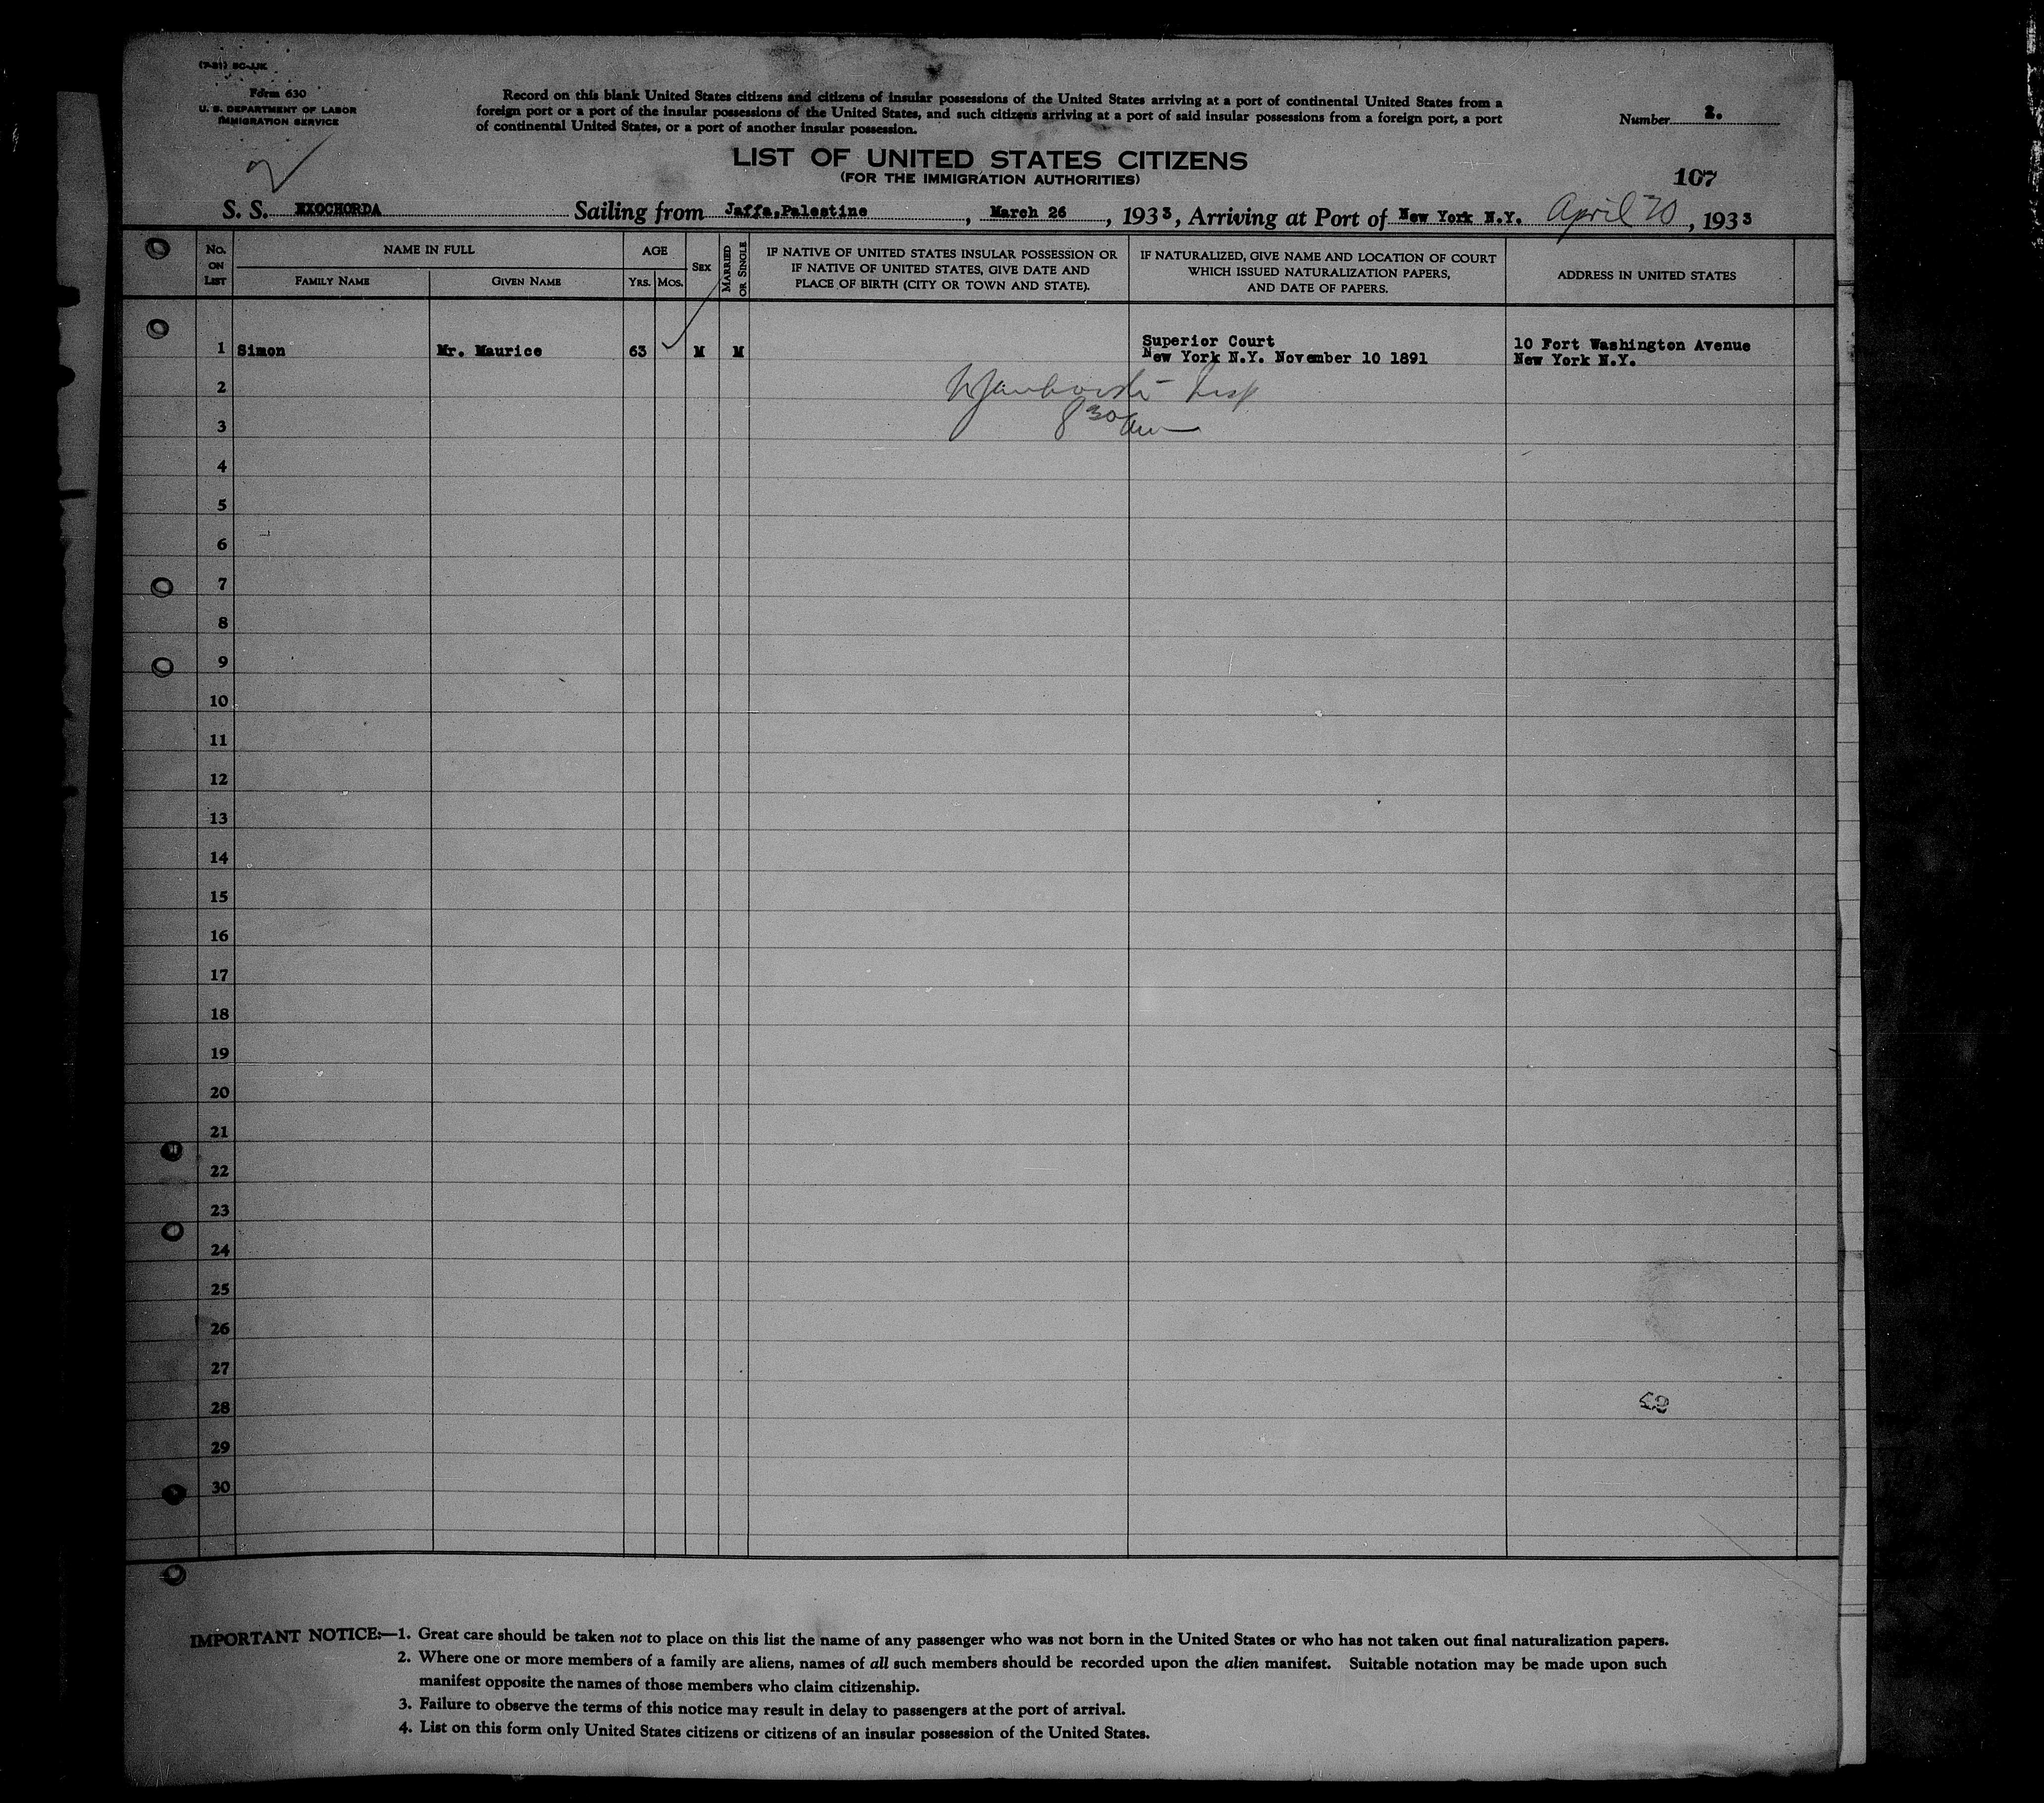 (7-31) SC-JJK
Form 630
U. S. DEPARTMENT OF LABOR
IMMIGRATION SERVICE
Record on this blank United States citizens and citizens of insular possessions of the United States arriving at a port of continental United States from a
foreign port or a port of the insular possessions of the United States, and such citizens arriving at a port of said insular possessions from a foreign port, a port
of continental United States, or a port of another insular possession.
Number 2.
LIST OF UNITED STATES CITIZENS
(FOR THE IMMIGRATION AUTHORITIES)
107
S. S. EXOCHORDA Sailing from Jaffa,Palestine, March 26, 1933, Arriving at Port of New York N.Y. April 20, 1933
No. ON LIST
NAME IN FULL
FAMILY NAME GIVEN NAME
AGE
YRS. MOS.
SEX
MARRIED OR SINGLE
IF NATIVE OF UNITED STATES INSULAR POSSESSION OR
IF NATIVE OF UNITED STATES, GIVE DATE AND
PLACE OF BIRTH (CITY OR TOWN AND STATE).
IF NATURALIZED, GIVE NAME AND LOCATION OF COURT
WHICH ISSUED NATURALIZATION PAPERS,
AND DATE OF PAPERS.
ADDRESS IN UNITED STATES
1 Simon Mr. Maurice 63 M M
Superior Court
New York N.Y. November 10 1891
10 Fort Washington Avenue
New York N.Y.
2
Insp
3
8 30 am
4
5
6
7
8
9
10
11
12
13
14
15
16
17
18
19
20
21
22
23
24
25
26
27
28
29
30
IMPORTANT NOTICE:—1. Great care should be taken not to place on this list the name of any passenger who was not born in the United States or who has not taken out final naturalization papers.
2. Where one or more members of a family are aliens, names of all such members should be recorded upon the alien manifest. Suitable notation may be made upon such
manifest opposite the names of those members who claim citizenship.
3. Failure to observe the terms of this notice may result in delay to passengers at the port of arrival.
4. List on this form only United States citizens or citizens of an insular possession of the United States.